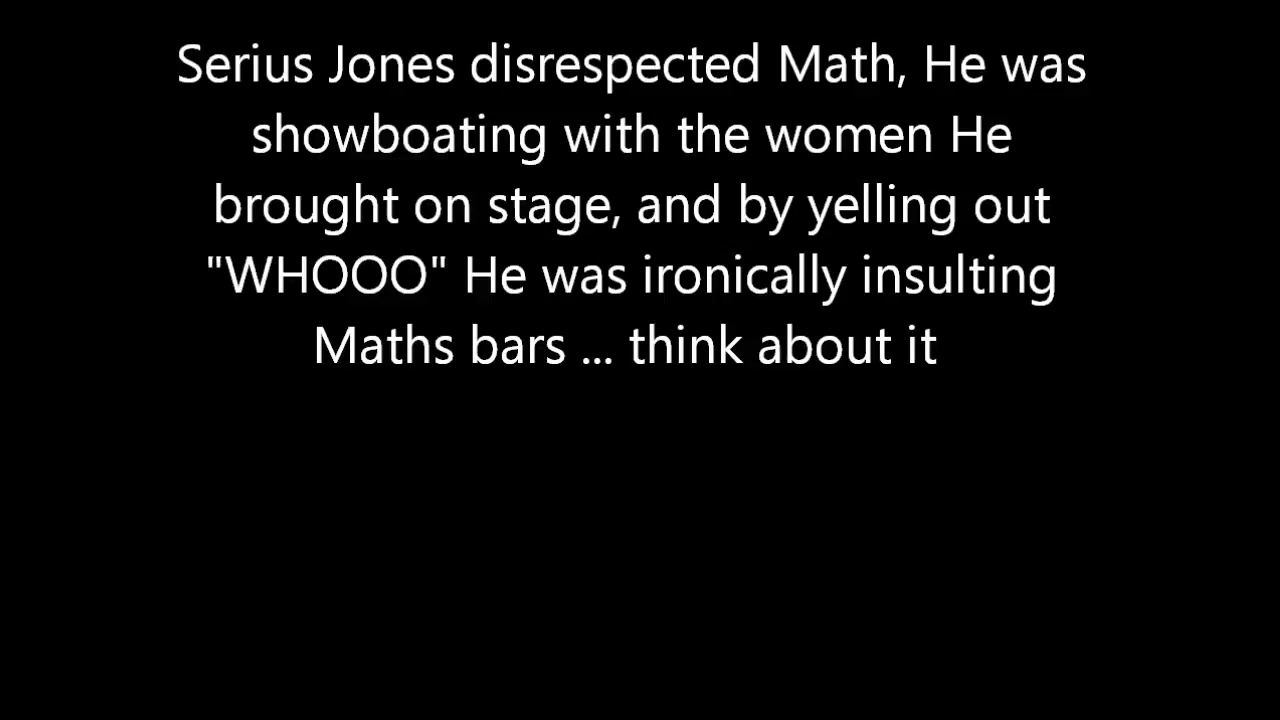 Serius Jones disrespected Math, He was
showboating with the women He
brought on stage, and by yelling out
"WHOOO" He was ironically insulting
Maths bars ... think about it